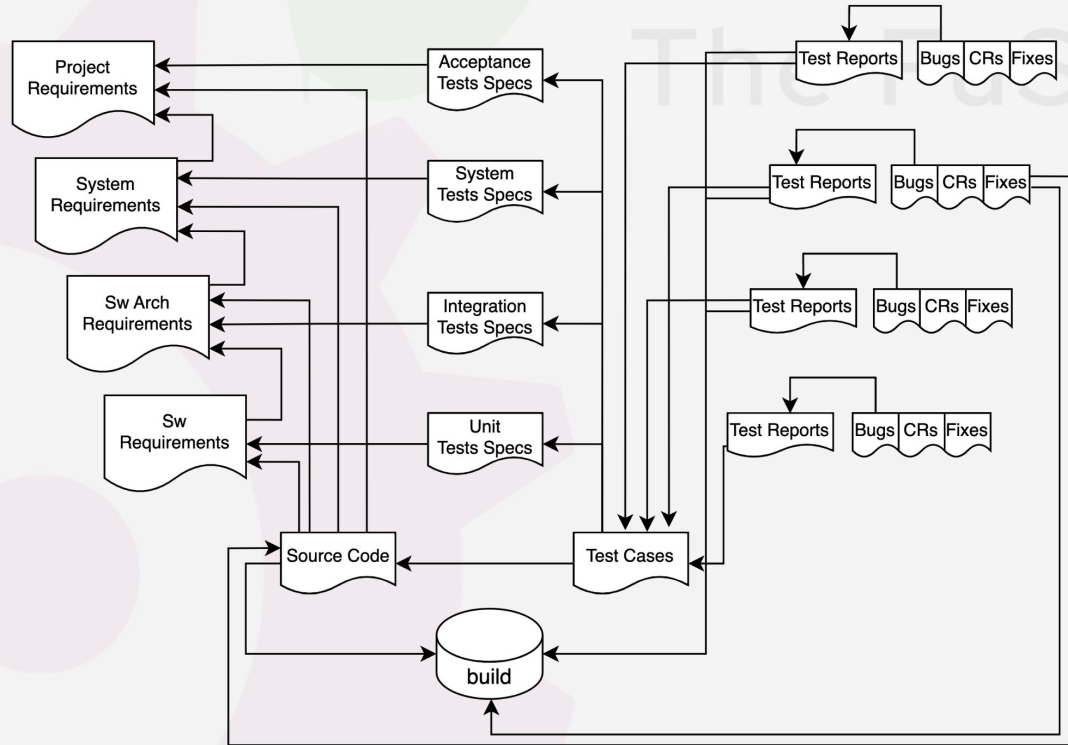 The FuS
Project
Requirements
Acceptance
Tests Specs
Test Reports
Bugs CRs Fixes
System
Requirements
System
Tests Specs
Test Reports
Bugs CRs Fixes
Sw Arch
Requirements
Integration
Tests Specs
Test Reports
Bugs CRs Fixes
Sw
Requirements
Unit
Tests Specs
Test Reports
Bugs CRs Fixes
Source Code
Test Cases
build